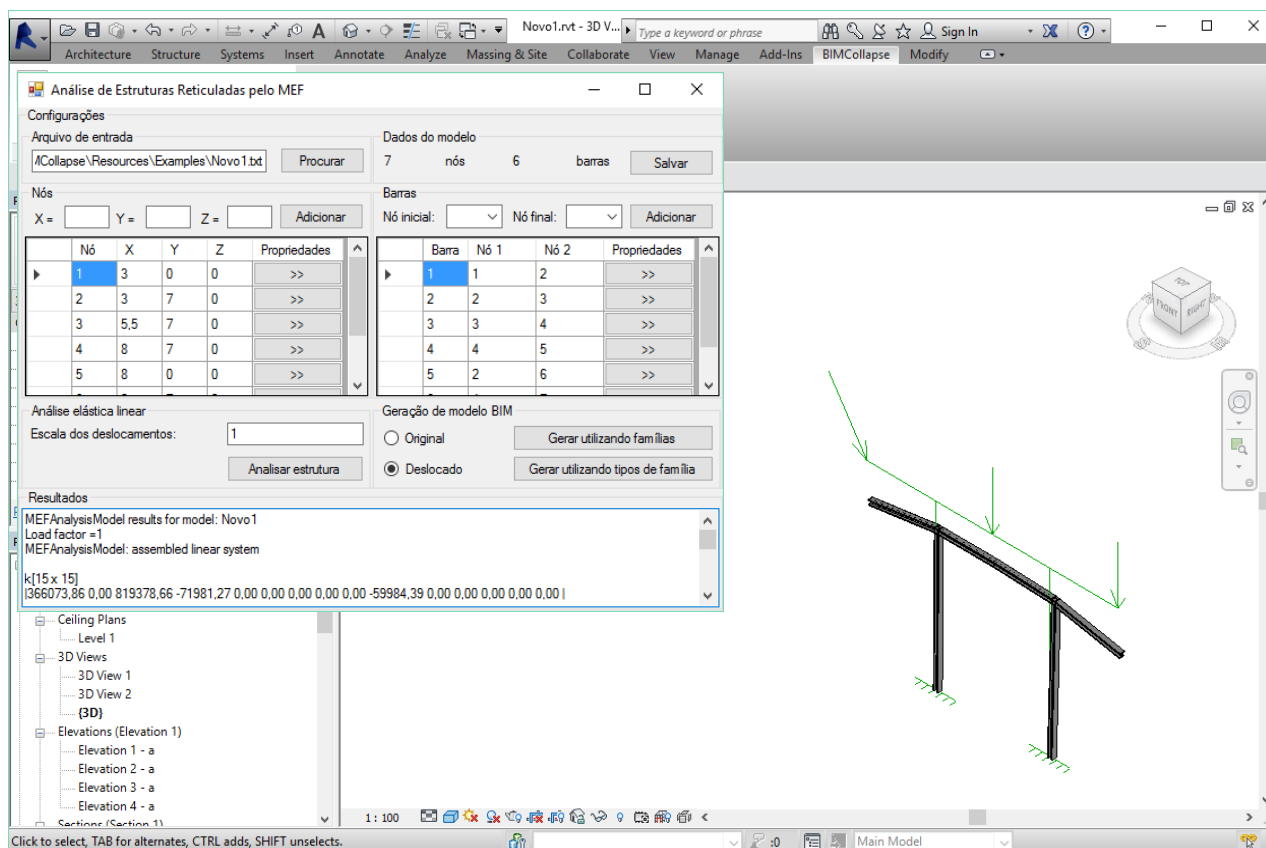 Novo1.rvt - 3D V...
Type a keyword or phrase
Sign In
Architecture Structure Systems Insert Annotate Analyze Massing & Site Collaborate View Manage Add-Ins BIMCollapse Modify
Análise de Estruturas Reticuladas pelo MEF
Configurações
Arquivo de entrada
Dados do modelo
\Collapse\Resources\Examples\Novo1.txt Procurar
7 nós 6 barras Salvar
Nós
Barras
X = Y = Z = Adicionar
Nó inicial: Nó final: Adicionar
Nó X Y Z Propriedades
Barra Nó 1 Nó 2 Propriedades
1 3 0 0 >>
1 1 2 >>
2 3 7 0 >>
2 2 3 >>
3 5,5 7 0 >>
3 3 4 >>
4 8 7 0 >>
4 4 5 >>
5 8 0 0 >>
5 2 6 >>
Análise elástica linear
Geração de modelo BIM
Escala dos deslocamentos: 1
Original Gerar utilizando famílias
Analisar estrutura
Deslocado Gerar utilizando tipos de família
Resultados
MEFAnalysisModel results for model: Novo1
Load factor =1
MEFAnalysisModel: assembled linear system
k[15 x 15]
|366073,86 0,00 819378,66 -71981,27 0,00 0,00 0,00 0,00 0,00 -59984,39 0,00 0,00 0,00 0,00 0,00 |
Ceiling Plans
Level 1
3D Views
3D View 1
3D View 2
{3D}
Elevations (Elevation 1)
Elevation 1 - a
Elevation 2 - a
Elevation 3 - a
Elevation 4 - a
Sections (Section 1)
TOP
FRONT
RIGHT
1 : 100
Click to select, TAB for alternates, CTRL adds, SHIFT unselects.
:0
Main Model